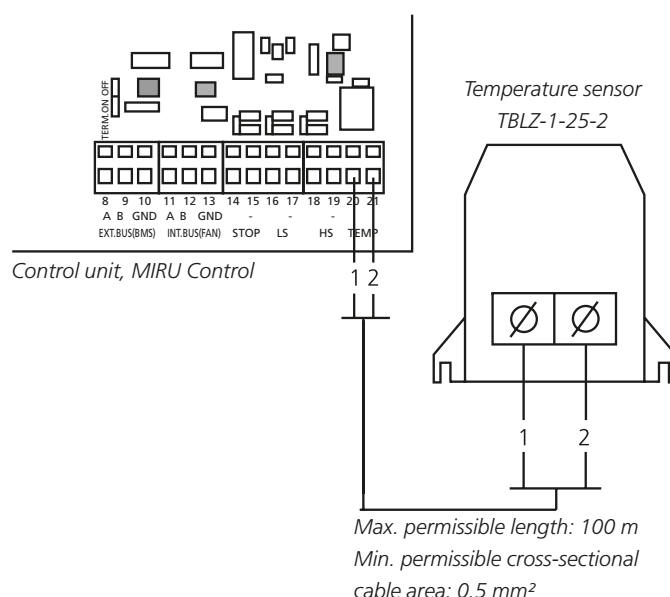 TERM.ON OFF
Temperature sensor
TBLZ-1-25-2
8 9 10 11 12 13 14 15 16 17 18 19 20 21
A B GND A B GND - - -
EXT.BUS(BMS) INT.BUS(FAN) STOP LS HS TEMP
Control unit, MIRU Control
1 2
1 2
Max. permissible length: 100 m
Min. permissible cross-sectional
cable area: 0.5 mm²